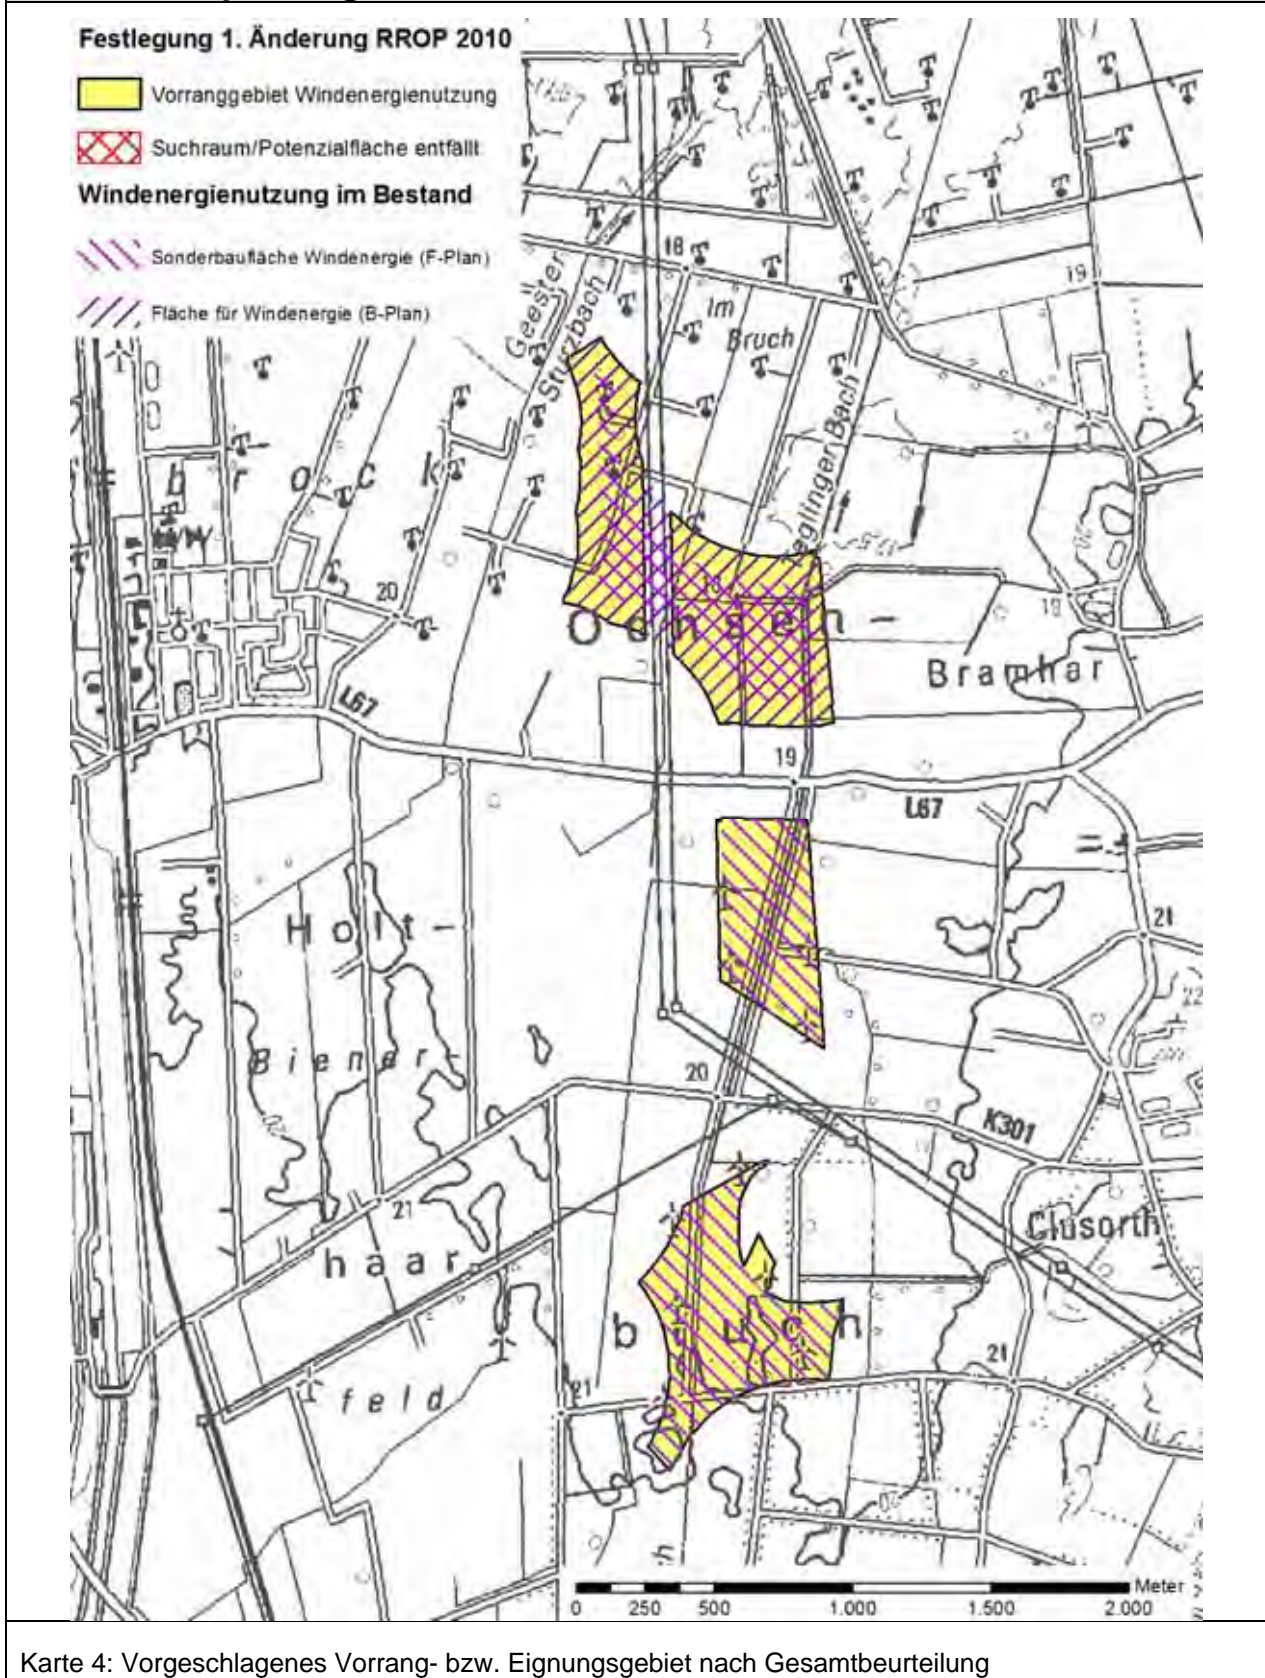 Festlegung 1. Änderung RROP 2010
Vorranggebiet Windenergienutzung
Suchraum/Potenzialfläche entfällt
Windenergienutzung im Bestand
Sonderbaufläche Windenergie (F-Plan)
Fläche für Windenergie (B-Plan)
18
19
Geester
Sturzbach
Im
Bruch
b r o c k
20
19
O c h s e n -
Bramhar
L67
19
L67
21
22
Holt-
Biener-
20
20
K301
Clusorth
21
haar
b u c h
21
21
feld
20
Meter
0 250 500 1.000 1.500 2.000
Karte 4: Vorgeschlagenes Vorrang- bzw. Eignungsgebiet nach Gesamtbeurteilung